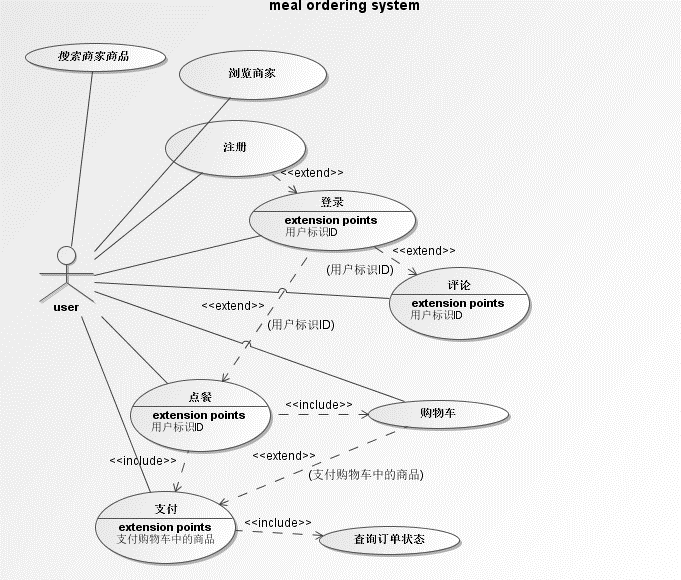 meal ordering system
搜索商家商品
浏览商家
注册
<<extend>>
登录
extension points
用户标识ID
<<extend>>
(用户标识ID)
评论
extension points
用户标识ID
<<extend>>
(用户标识ID)
user
点餐
extension points
用户标识ID
<<include>>
购物车
<<include>>
<<extend>>
(支付购物车中的商品)
支付
extension points
支付购物车中的商品
<<include>>
查询订单状态